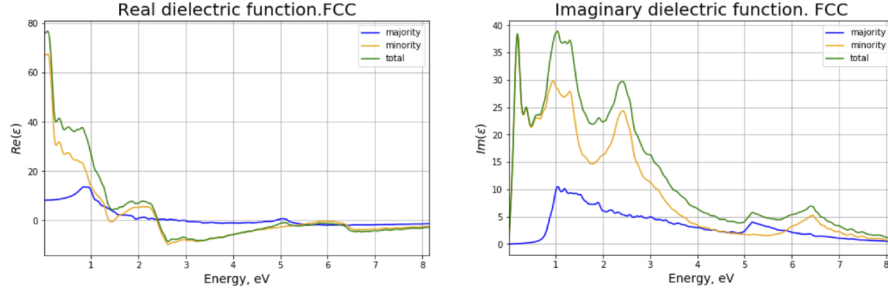 Real dielectric function.FCC
80
60
40
20
0
Re(ε)
majority
minority
total
1 2 3 4 5 6 7 8
Energy, eV
Imaginary dielectric function. FCC
40
35
30
25
20
15
10
5
0
Im(ε)
majority
minority
total
1 2 3 4 5 6 7 8
Energy, eV